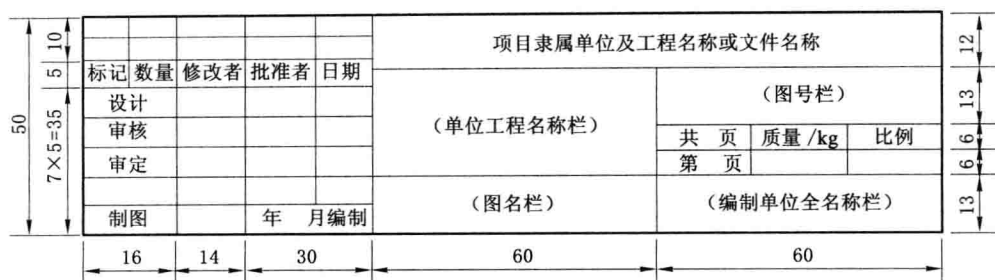 项目隶属单位及工程名称或文件名称
标记 数量 修改者 批准者 日期
设计
审核
审定
制图
年 月编制
(单位工程名称栏)
(图名栏)
(图号栏)
共 页 质量/kg 比例
第 页
(编制单位全名称栏)
50
10
5
7×5=35
12
13
6
6
13
16 14 30 60 60